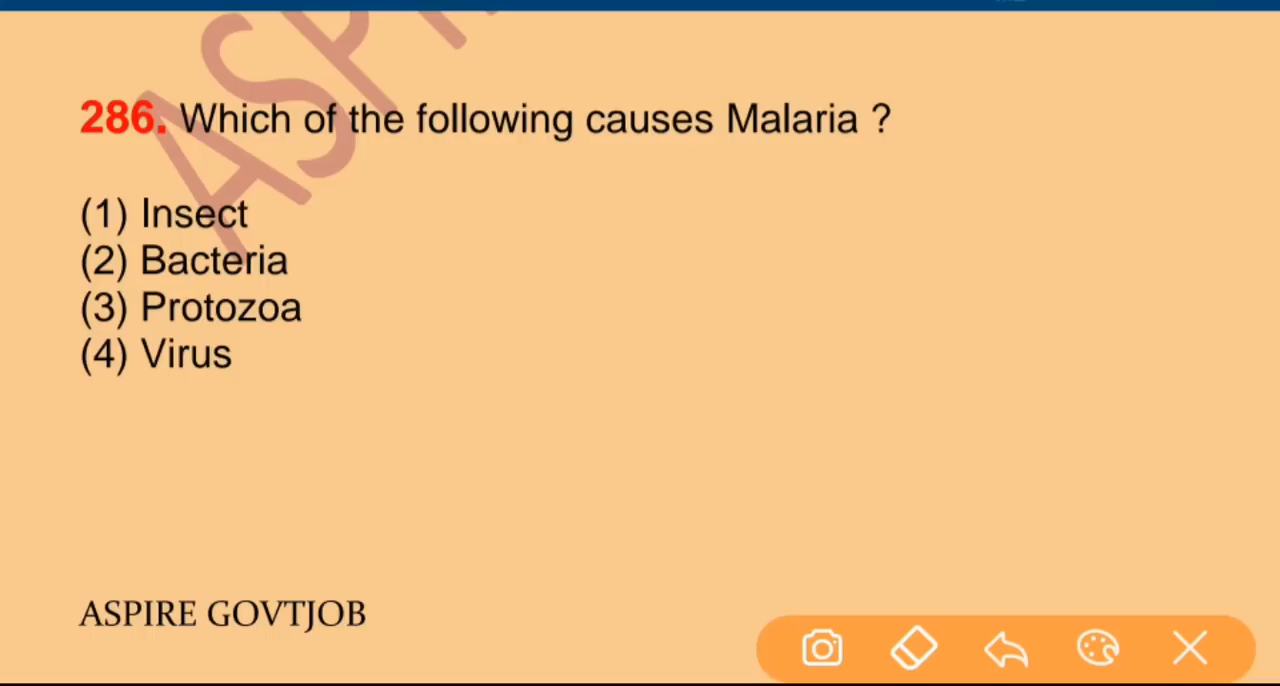 286. Which of the following causes Malaria ?
(1) Insect
(2) Bacteria
(3) Protozoa
(4) Virus
ASPIRE GOVTJOB